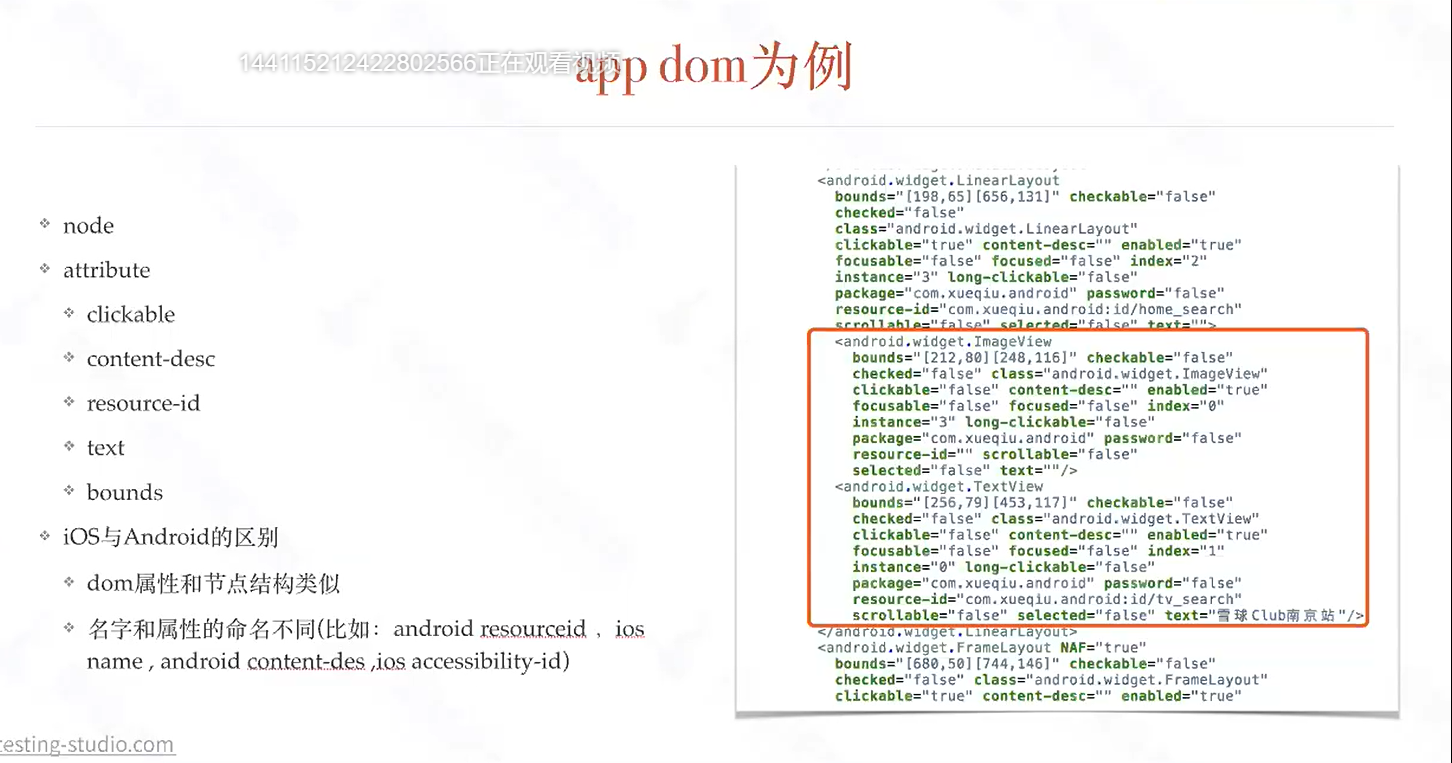 144115212422802566正在观看视频
app dom为例
node
attribute
clickable
content-desc
resource-id
text
bounds
iOS与Android的区别
dom属性和节点结构类似
名字和属性的命名不同(比如：android resourceid ，ios
name , android content-des ,ios accessibility-id)
<android.widget.LinearLayout
bounds="[198,65][656,131]" checkable="false"
checked="false"
class="android.widget.LinearLayout"
clickable="true" content-desc="" enabled="true"
focusable="false" focused="false" index="2"
instance="3" long-clickable="false"
package="com.xueqiu.android" password="false"
resource-id="com.xueqiu.android:id/home_search"
scrollable="false" selected="false" text="">
<android.widget.ImageView
bounds="[212,80][248,116]" checkable="false"
checked="false" class="android.widget.ImageView"
clickable="false" content-desc="" enabled="true"
focusable="false" focused="false" index="0"
instance="3" long-clickable="false"
package="com.xueqiu.android" password="false"
resource-id="" scrollable="false"
selected="false" text=""/>
<android.widget.TextView
bounds="[256,79][453,117]" checkable="false"
checked="false" class="android.widget.TextView"
clickable="false" content-desc="" enabled="true"
focusable="false" focused="false" index="1"
instance="0" long-clickable="false"
package="com.xueqiu.android" password="false"
resource-id="com.xueqiu.android:id/tv_search"
scrollable="false" selected="false" text="雪球Club南京站"/>
</android.widget.LinearLayout>
<android.widget.FrameLayout NAF="true"
bounds="[680,50][744,146]" checkable="false"
checked="false" class="android.widget.FrameLayout"
clickable="true" content-desc="" enabled="true"
testing-studio.com